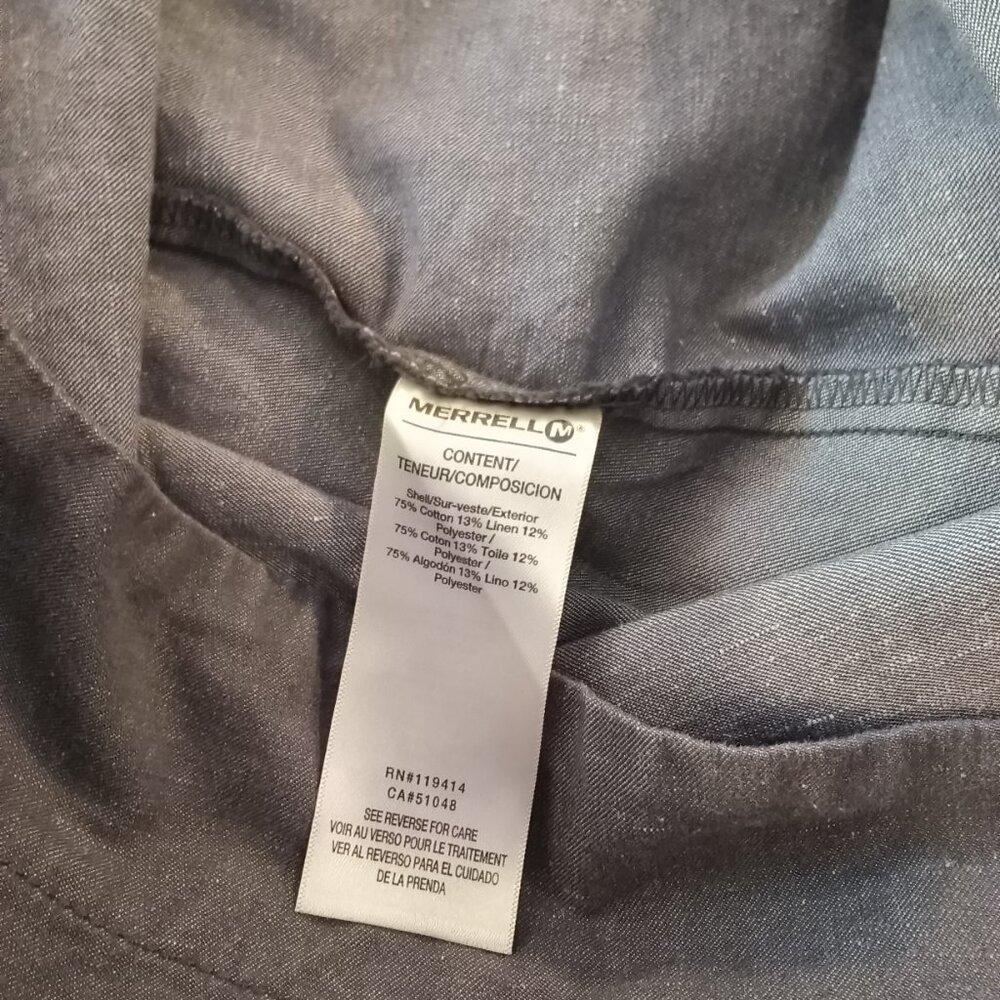 MERRELL M®
CONTENT/
TENEUR/COMPOSICION
Shell/Sur-veste/Exterior
75% Cotton 13% Linen 12%
Polyester /
75% Coton 13% Toile 12%
Polyester /
75% Algodón 13% Lino 12%
Polyester
RN#119414
CA#51048
SEE REVERSE FOR CARE
VOIR AU VERSO POUR LE TRAITEMENT
VER AL REVERSO PARA EL CUIDADO
DE LA PRENDA